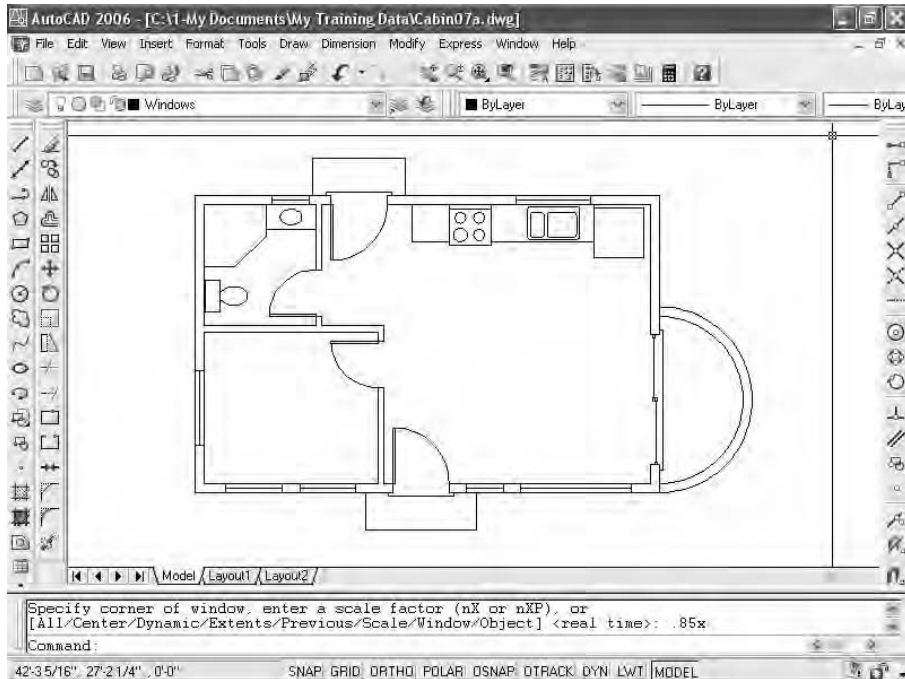 AutoCAD 2006 - [C:\1-My Documents\My Training Data\Cabin07a.dwg]
File Edit View Insert Format Tools Draw Dimension Modify Express Window Help
Windows ByLayer ByLayer ByLay
Model Layout1 Layout2
Specify corner of window, enter a scale factor (nX or nXP), or
[All/Center/Dynamic/Extents/Previous/Scale/Window/Object] <real time>: .85x
Command:
42'-3 5/16", 27'-2 1/4" , 0'-0" SNAP GRID ORTHO POLAR OSNAP OTRACK DYN LWT MODEL